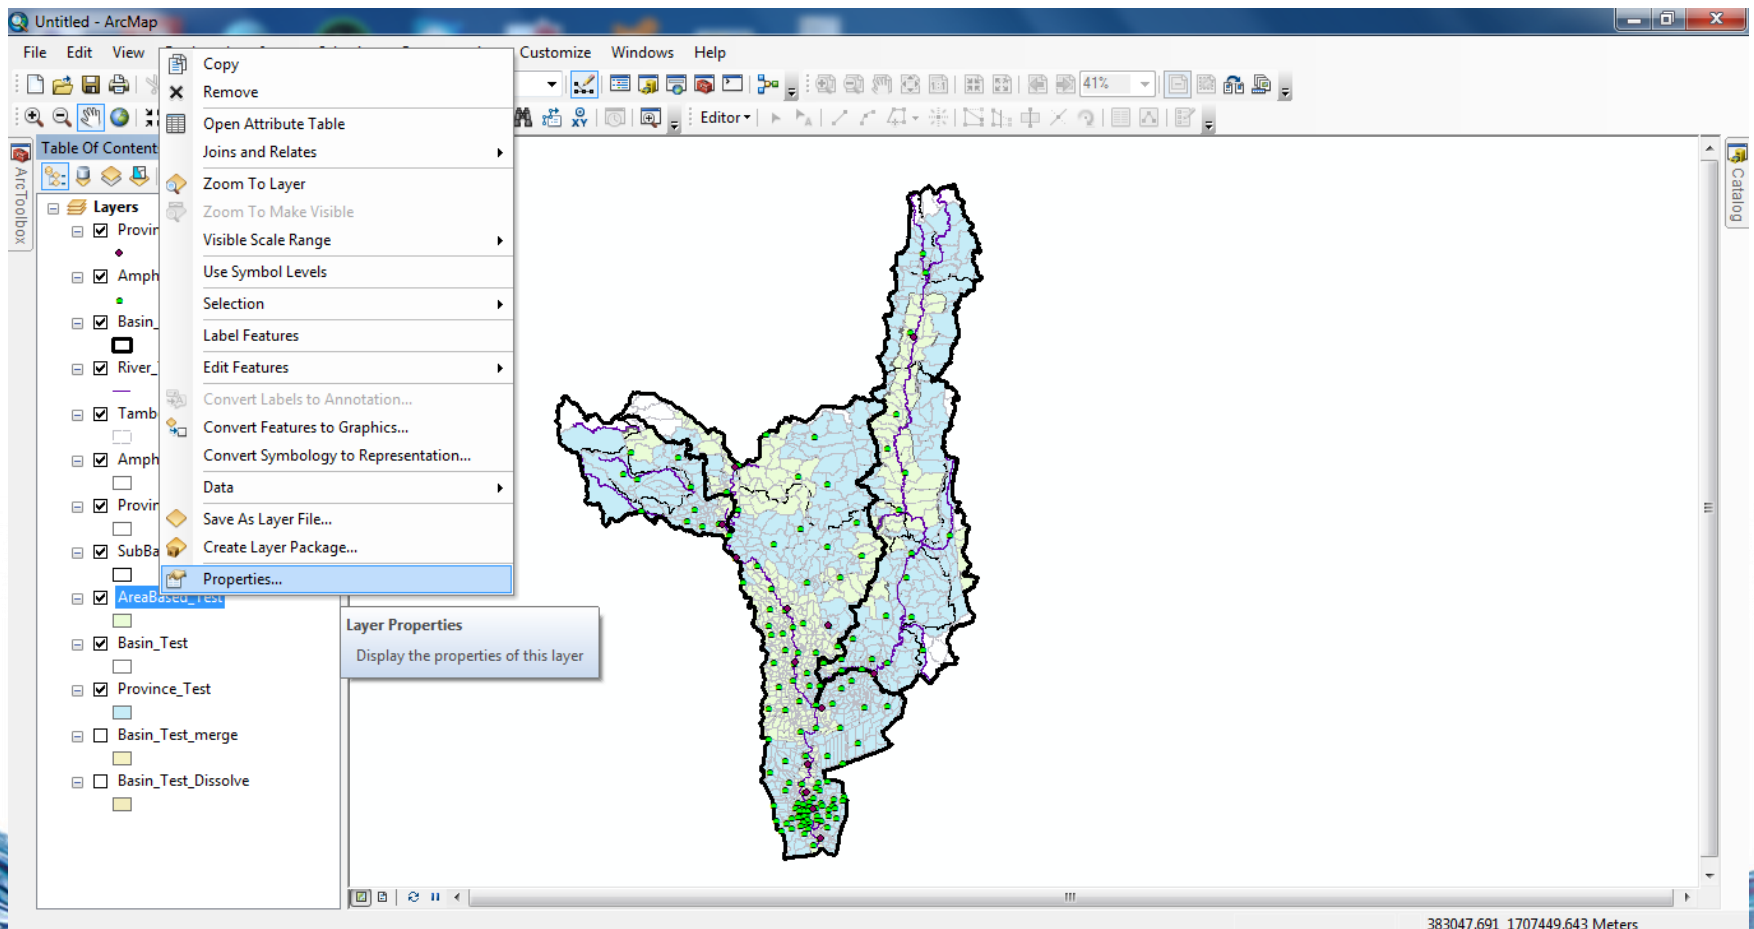 Untitled - ArcMap
File Edit View Customize Windows Help
41%
Editor
Table Of Content
ArcToolbox
Catalog
Layers
Provin
Amph
Basin_
River_
Tamb
Amph
Provin
SubBa
AreaBased_Test
Basin_Test
Province_Test
Basin_Test_merge
Basin_Test_Dissolve
Copy
Remove
Open Attribute Table
Joins and Relates
Zoom To Layer
Zoom To Make Visible
Visible Scale Range
Use Symbol Levels
Selection
Label Features
Edit Features
Convert Labels to Annotation...
Convert Features to Graphics...
Convert Symbology to Representation...
Data
Save As Layer File...
Create Layer Package...
Properties...
Layer Properties
Display the properties of this layer
383047.691 1707449.643 Meters